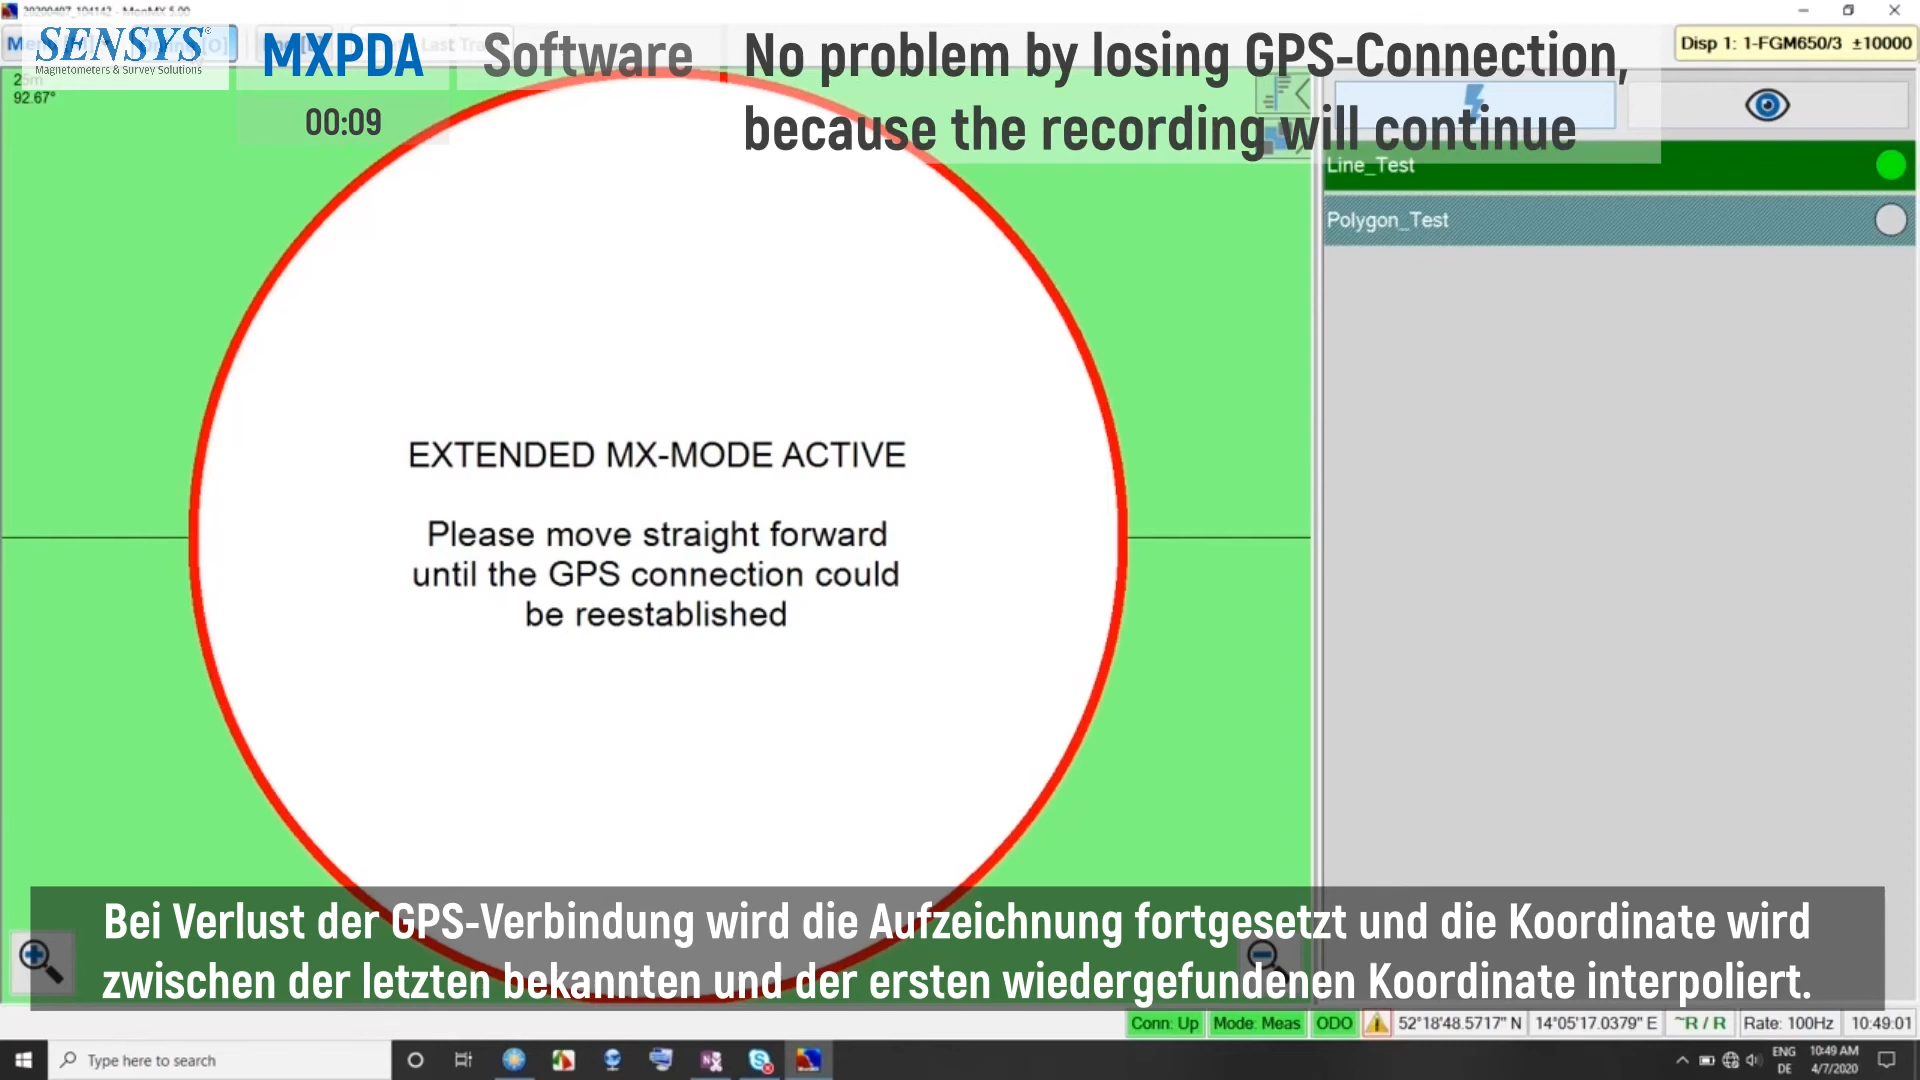 20200407_104142 - MonMX 5.00
SENSYS®
Magnetometers & Survey Solutions
MXPDA
Software
No problem by losing GPS-Connection,
because the recording will continue
00:09
92.67°
Disp 1: 1-FGM650/3 ±10000
Line_Test
Polygon_Test
EXTENDED MX-MODE ACTIVE
Please move straight forward
until the GPS connection could
be reestablished
Bei Verlust der GPS-Verbindung wird die Aufzeichnung fortgesetzt und die Koordinate wird
zwischen der letzten bekannten und der ersten wiedergefundenen Koordinate interpoliert.
Conn: Up Mode: Meas ODO 52°18'48.5717" N 14°05'17.0379" E ~R / R Rate: 100Hz 10:49:01
Type here to search
ENG
DE
10:49 AM
4/7/2020